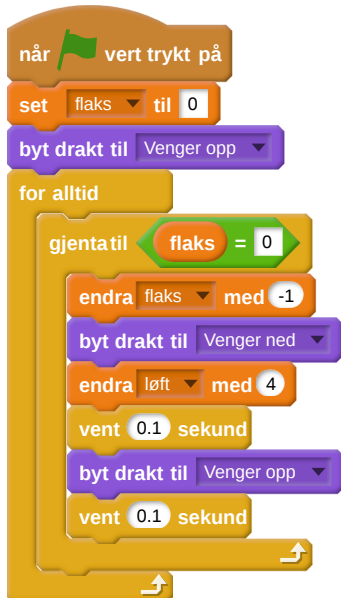 når vert trykt på
set flaks til 0
byt drakt til Venger opp
for alltid
gjenta til flaks = 0
endra flaks med -1
byt drakt til Venger ned
endra løft med 4
vent 0.1 sekund
byt drakt til Venger opp
vent 0.1 sekund